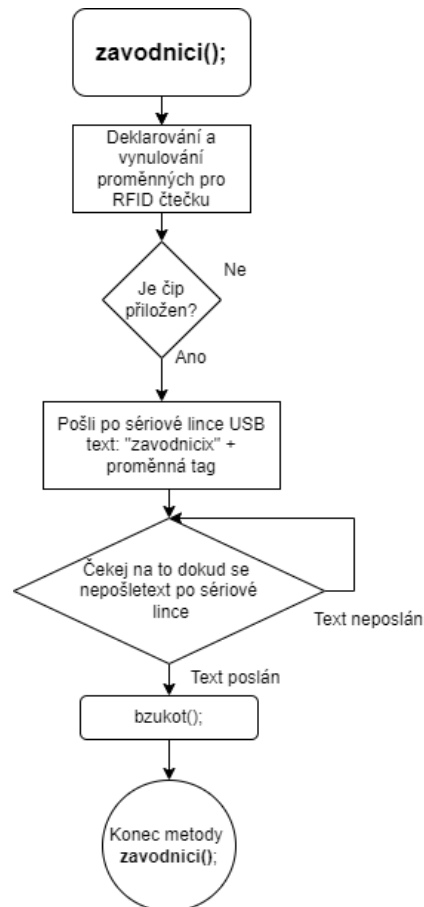 zavodnici();
Deklarování a
vynulování
proměnných pro
RFID čtečku
Ne
Je čip
přiložen?
Ano
Pošli po sériové lince USB
text: "zavodnicix" +
proměnná tag
Čekej na to dokud se
nepošletext po sériové
lince
Text neposlán
Text poslán
bzukot();
Konec metody
zavodnici();